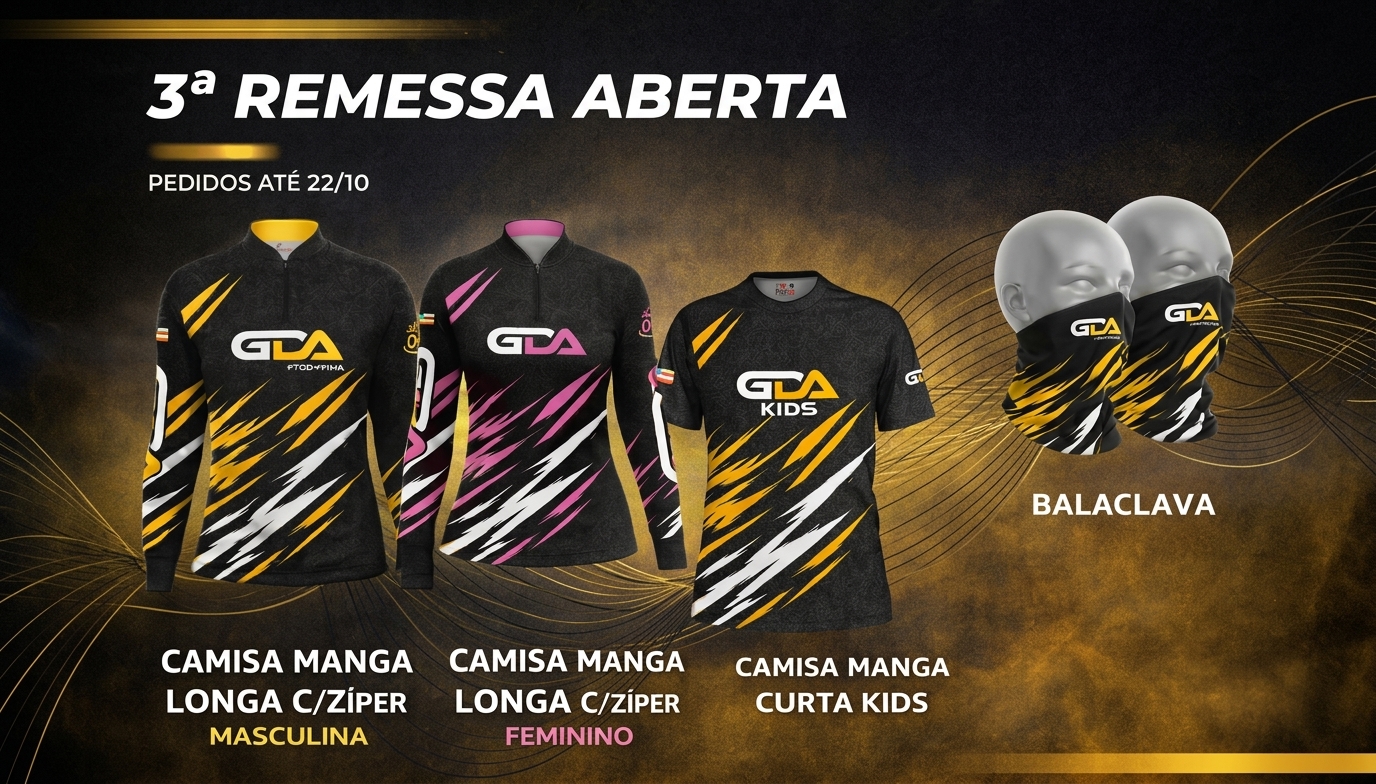 3ª REMESSA ABERTA
PEDIDOS ATÉ 22/10
GDA
GDA
GDA
KIDS
GDA
GDA
BALACLAVA
CAMISA MANGA
LONGA C/ZÍPER
MASCULINA
CAMISA MANGA
LONGA C/ZÍPER
FEMININO
CAMISA MANGA
CURTA KIDS